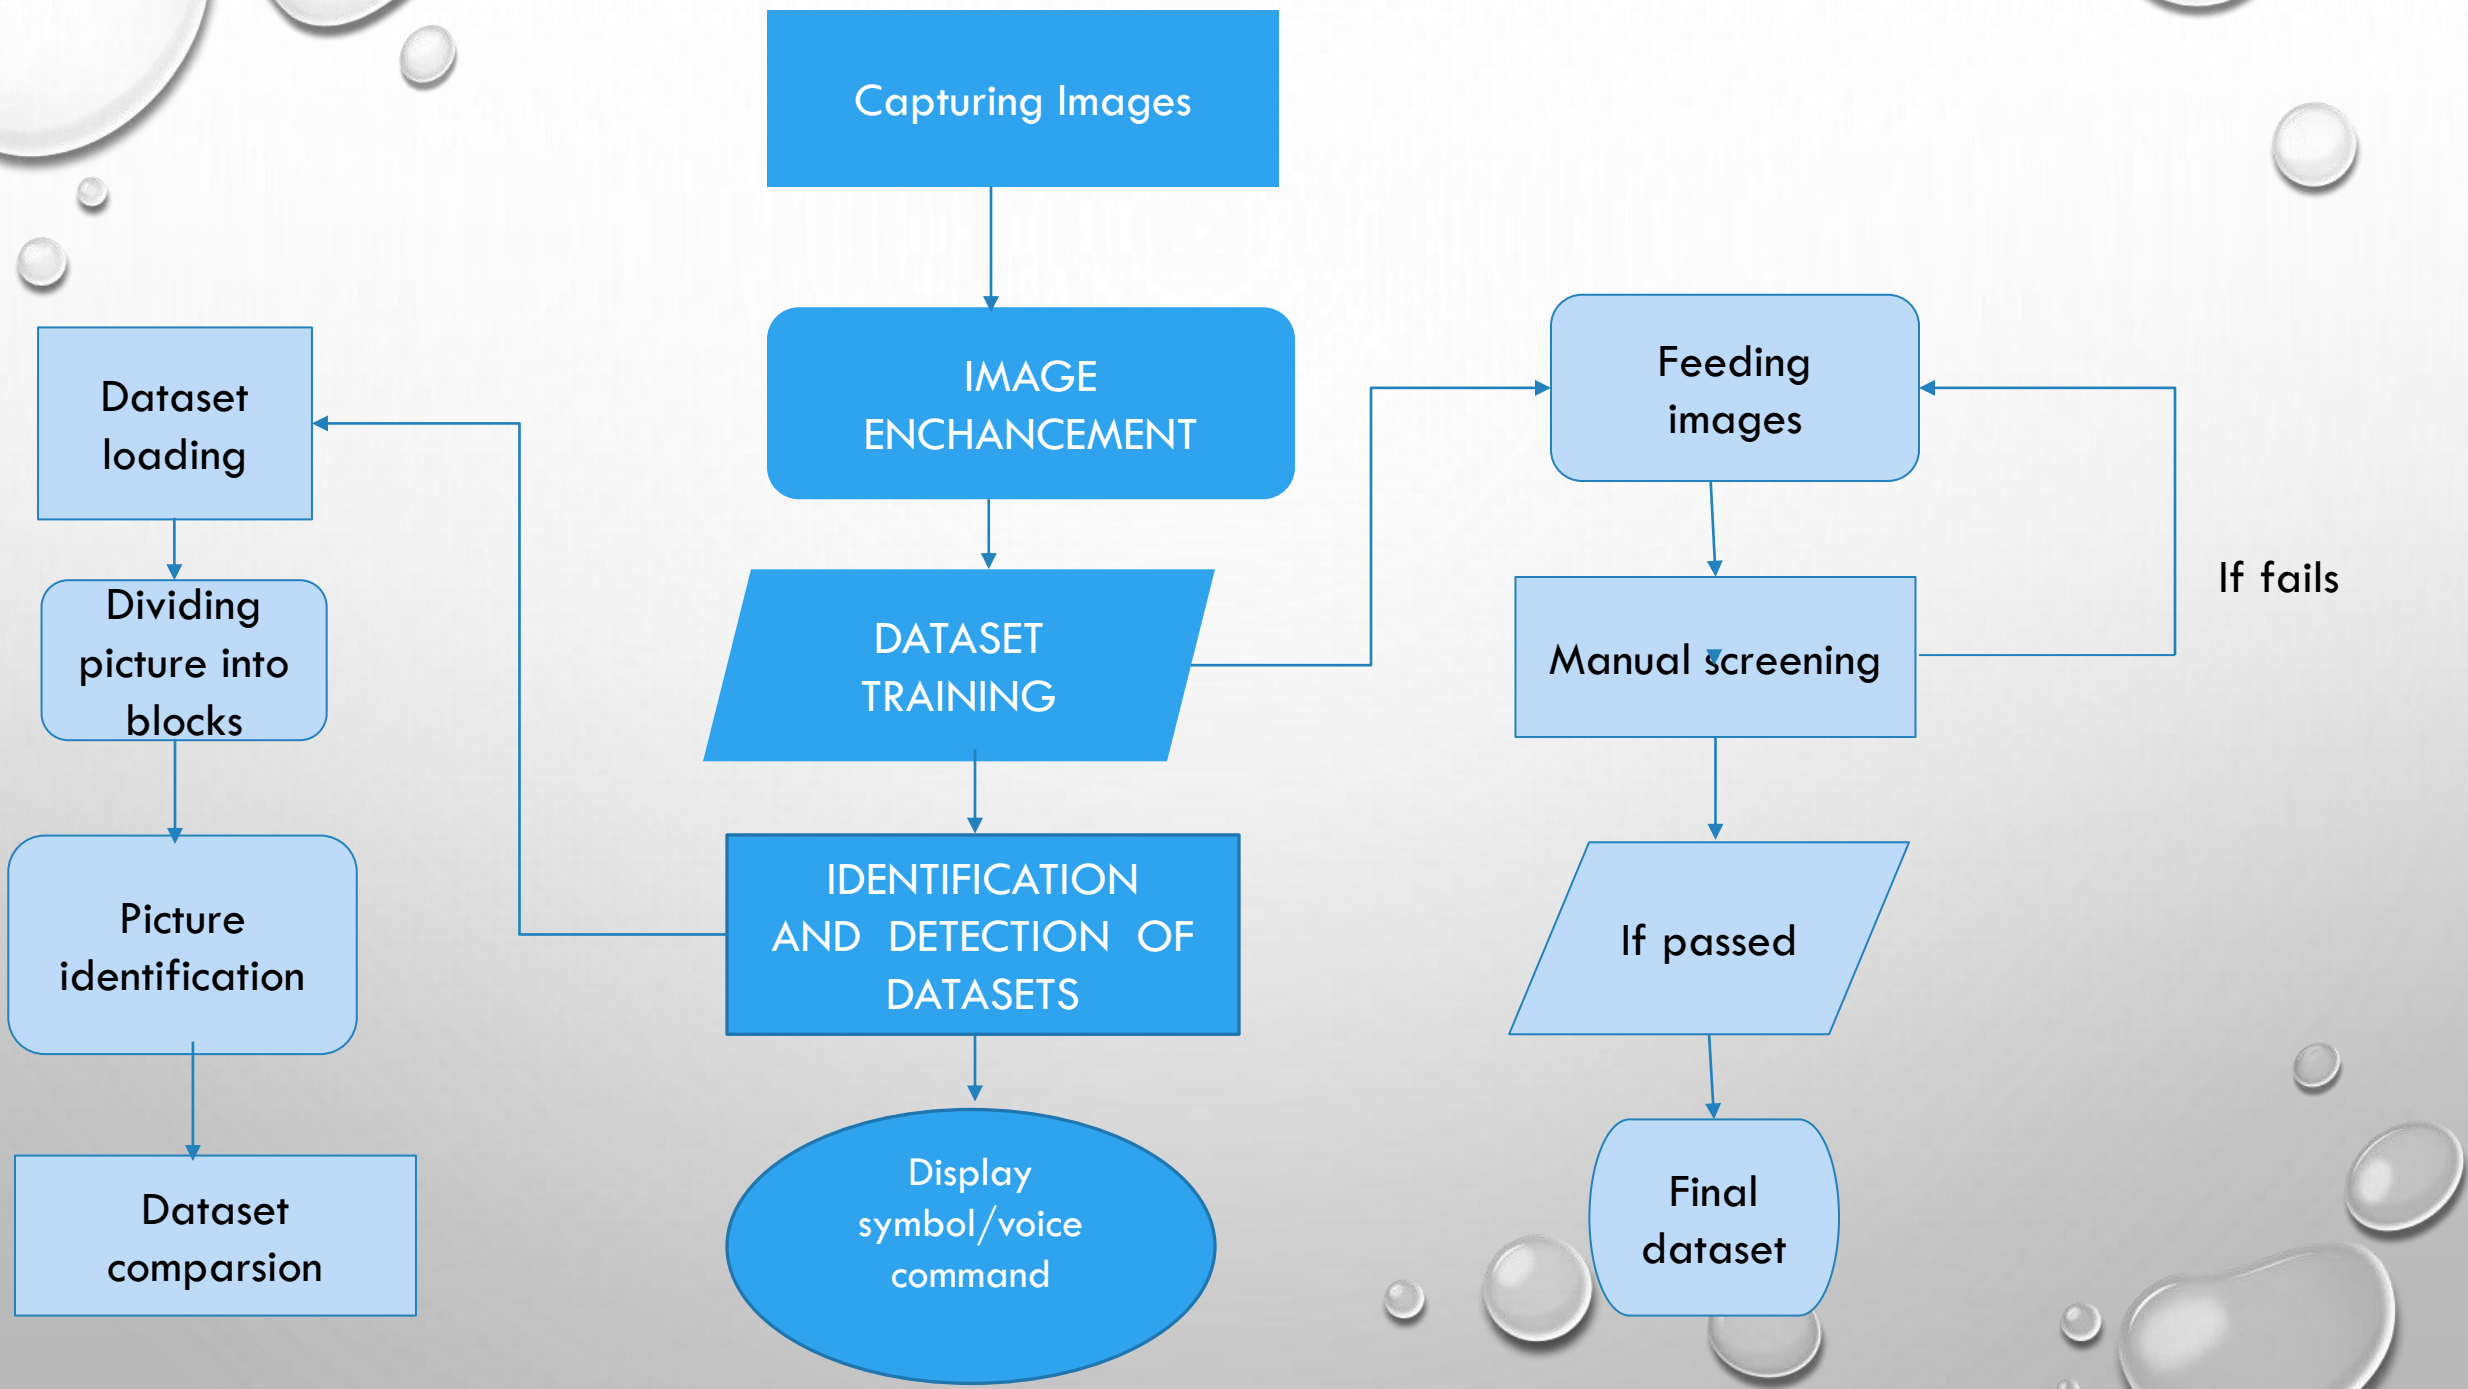 Capturing Images
IMAGE
ENCHANCEMENT
DATASET
TRAINING
IDENTIFICATION
AND DETECTION OF
DATASETS
Display
symbol/voice
command
Dataset
loading
Dividing
picture into
blocks
Picture
identification
Dataset
comparsion
Feeding
images
Manual screening
If fails
If passed
Final
dataset